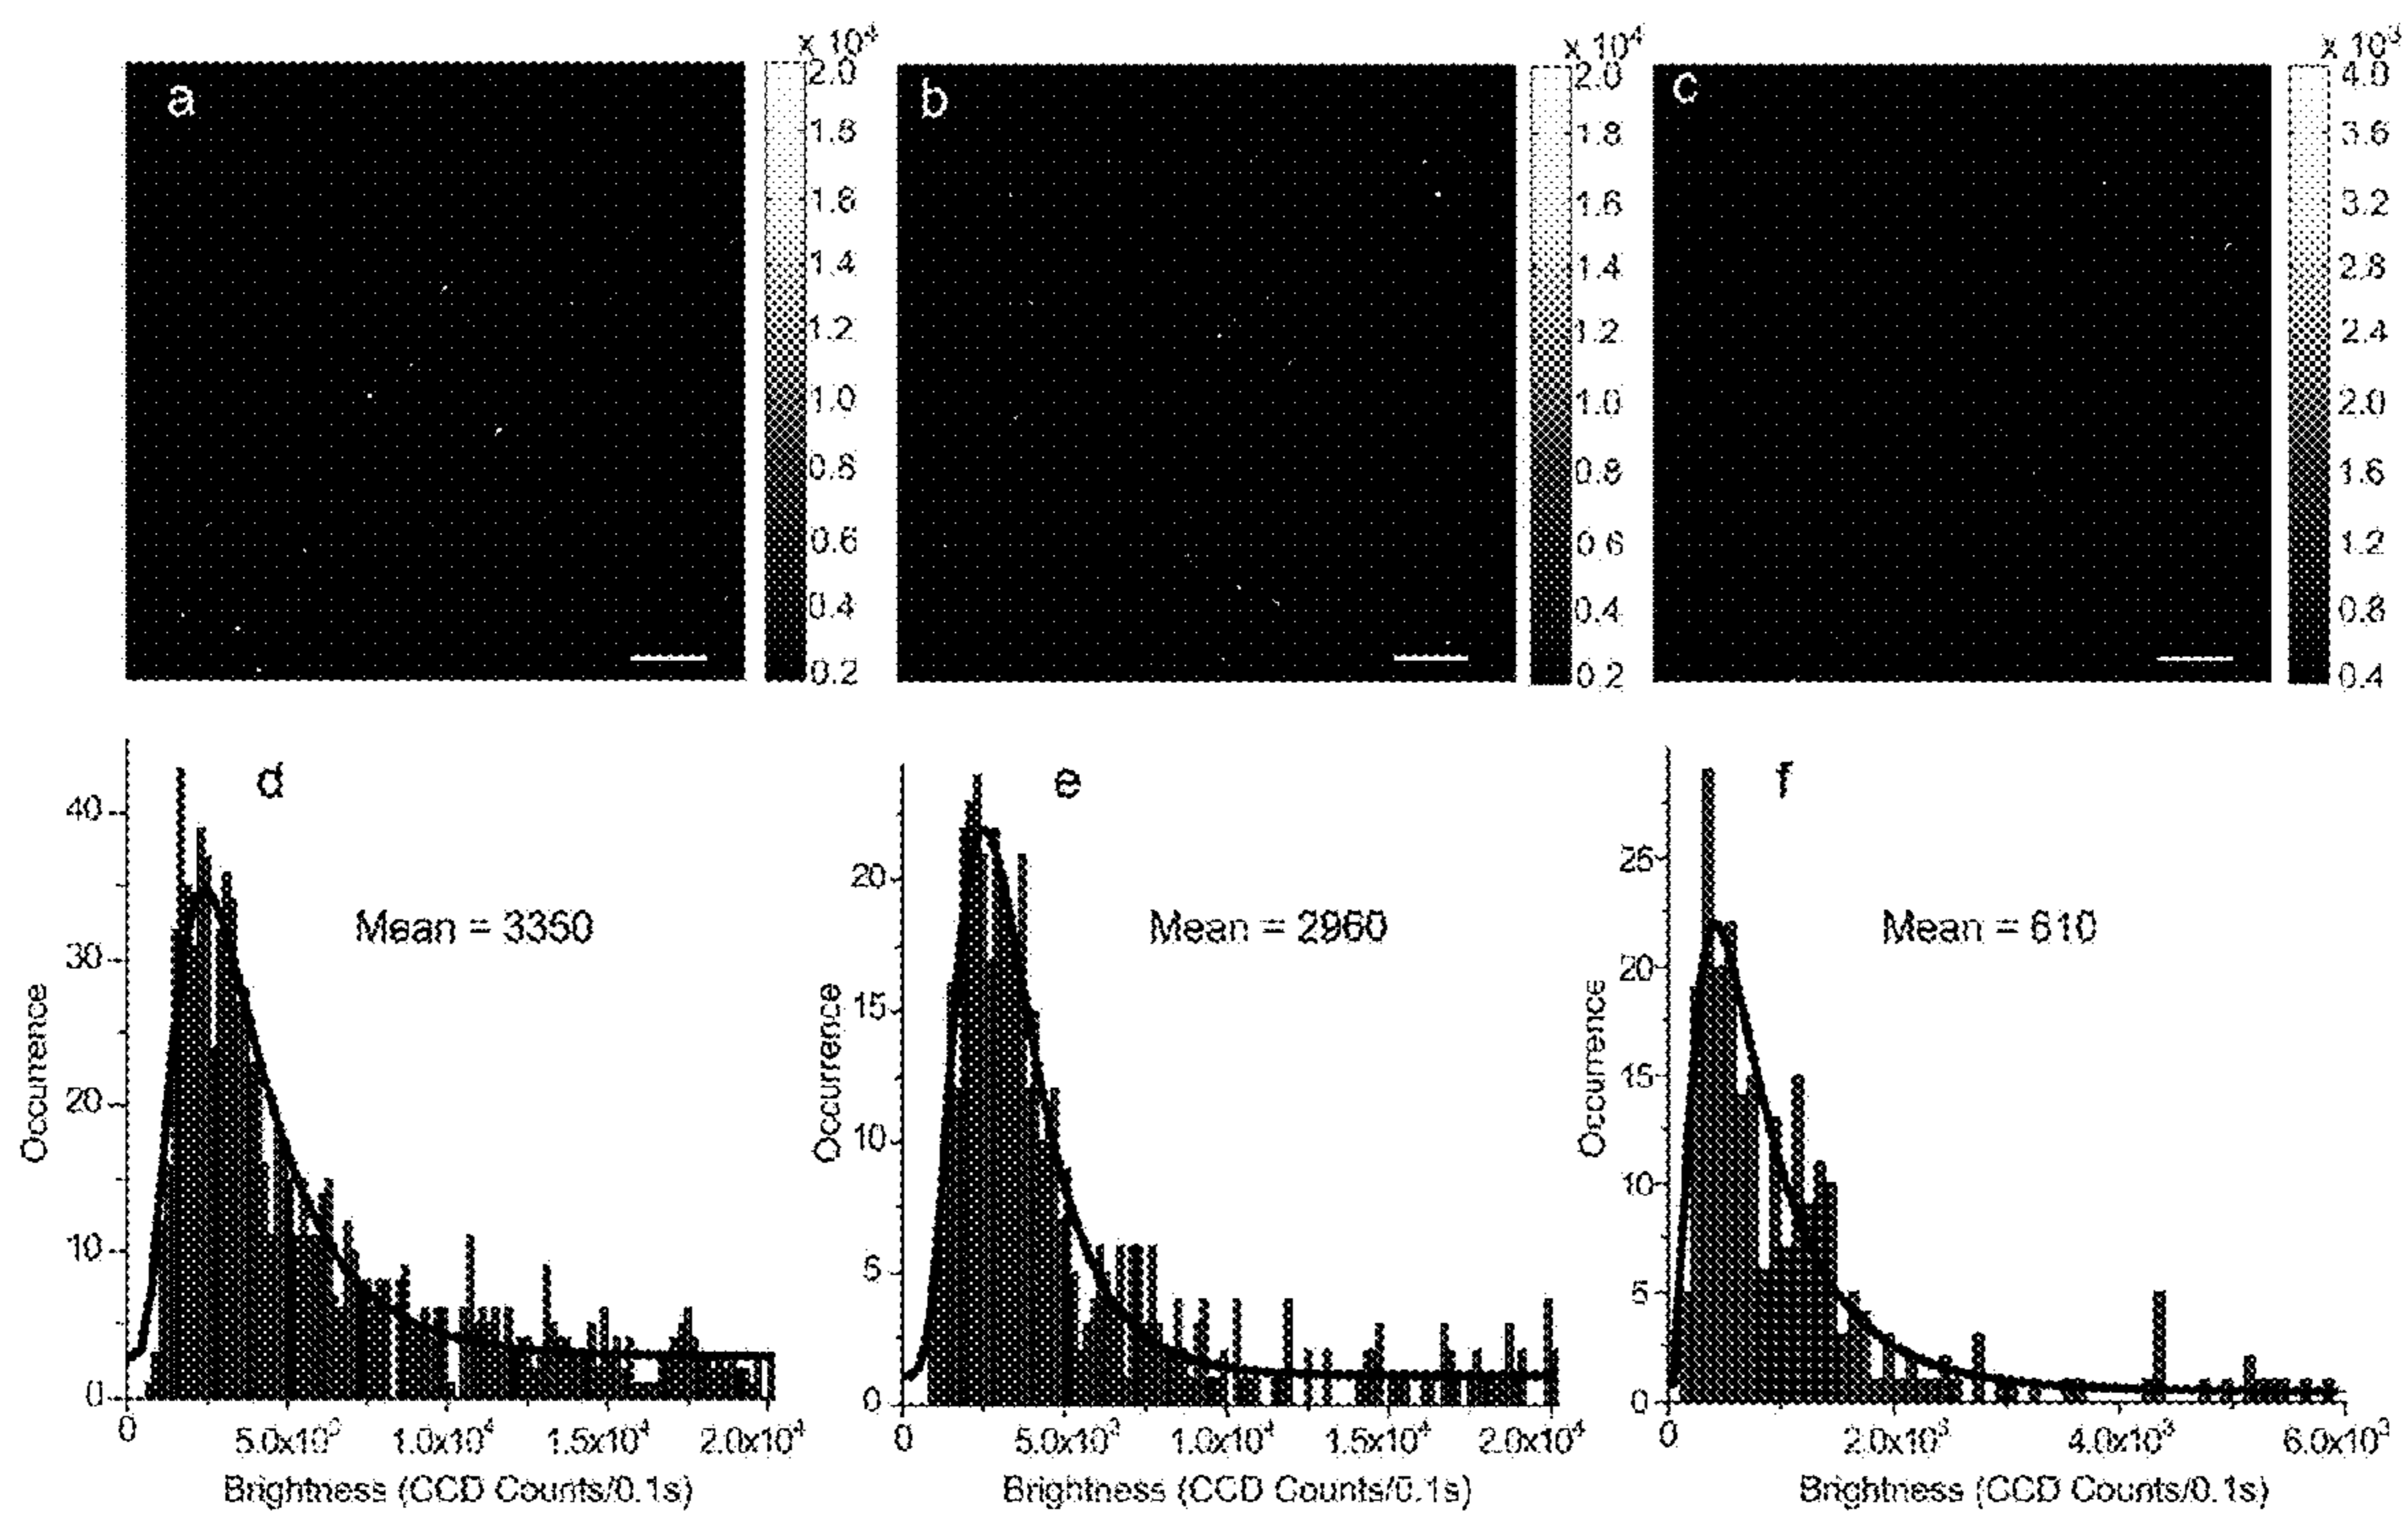 a
x 10⁴
2.0
1.8
1.6
1.4
1.2
1.0
0.8
0.6
0.4
0.2
b
x 10⁴
2.0
1.8
1.6
1.4
1.2
1.0
0.8
0.6
0.4
0.2
c
x 10³
4.0
3.6
3.2
2.8
2.4
2.0
1.6
1.2
0.8
0.4
d
Mean = 3350
Occurrence
40
30
20
10
0
0 5.0x10³ 1.0x10⁴ 1.5x10⁴ 2.0x10⁴
Brightness (CCD Counts/0.1s)
e
Mean = 2960
Occurrence
20
15
10
5
0
0 5.0x10³ 1.0x10⁴ 1.5x10⁴ 2.0x10⁴
Brightness (CCD Counts/0.1s)
f
Mean = 610
Occurrence
25
20
15
10
5
0
0 2.0x10³ 4.0x10³ 6.0x10³
Brightness (CCD Counts/0.1s)